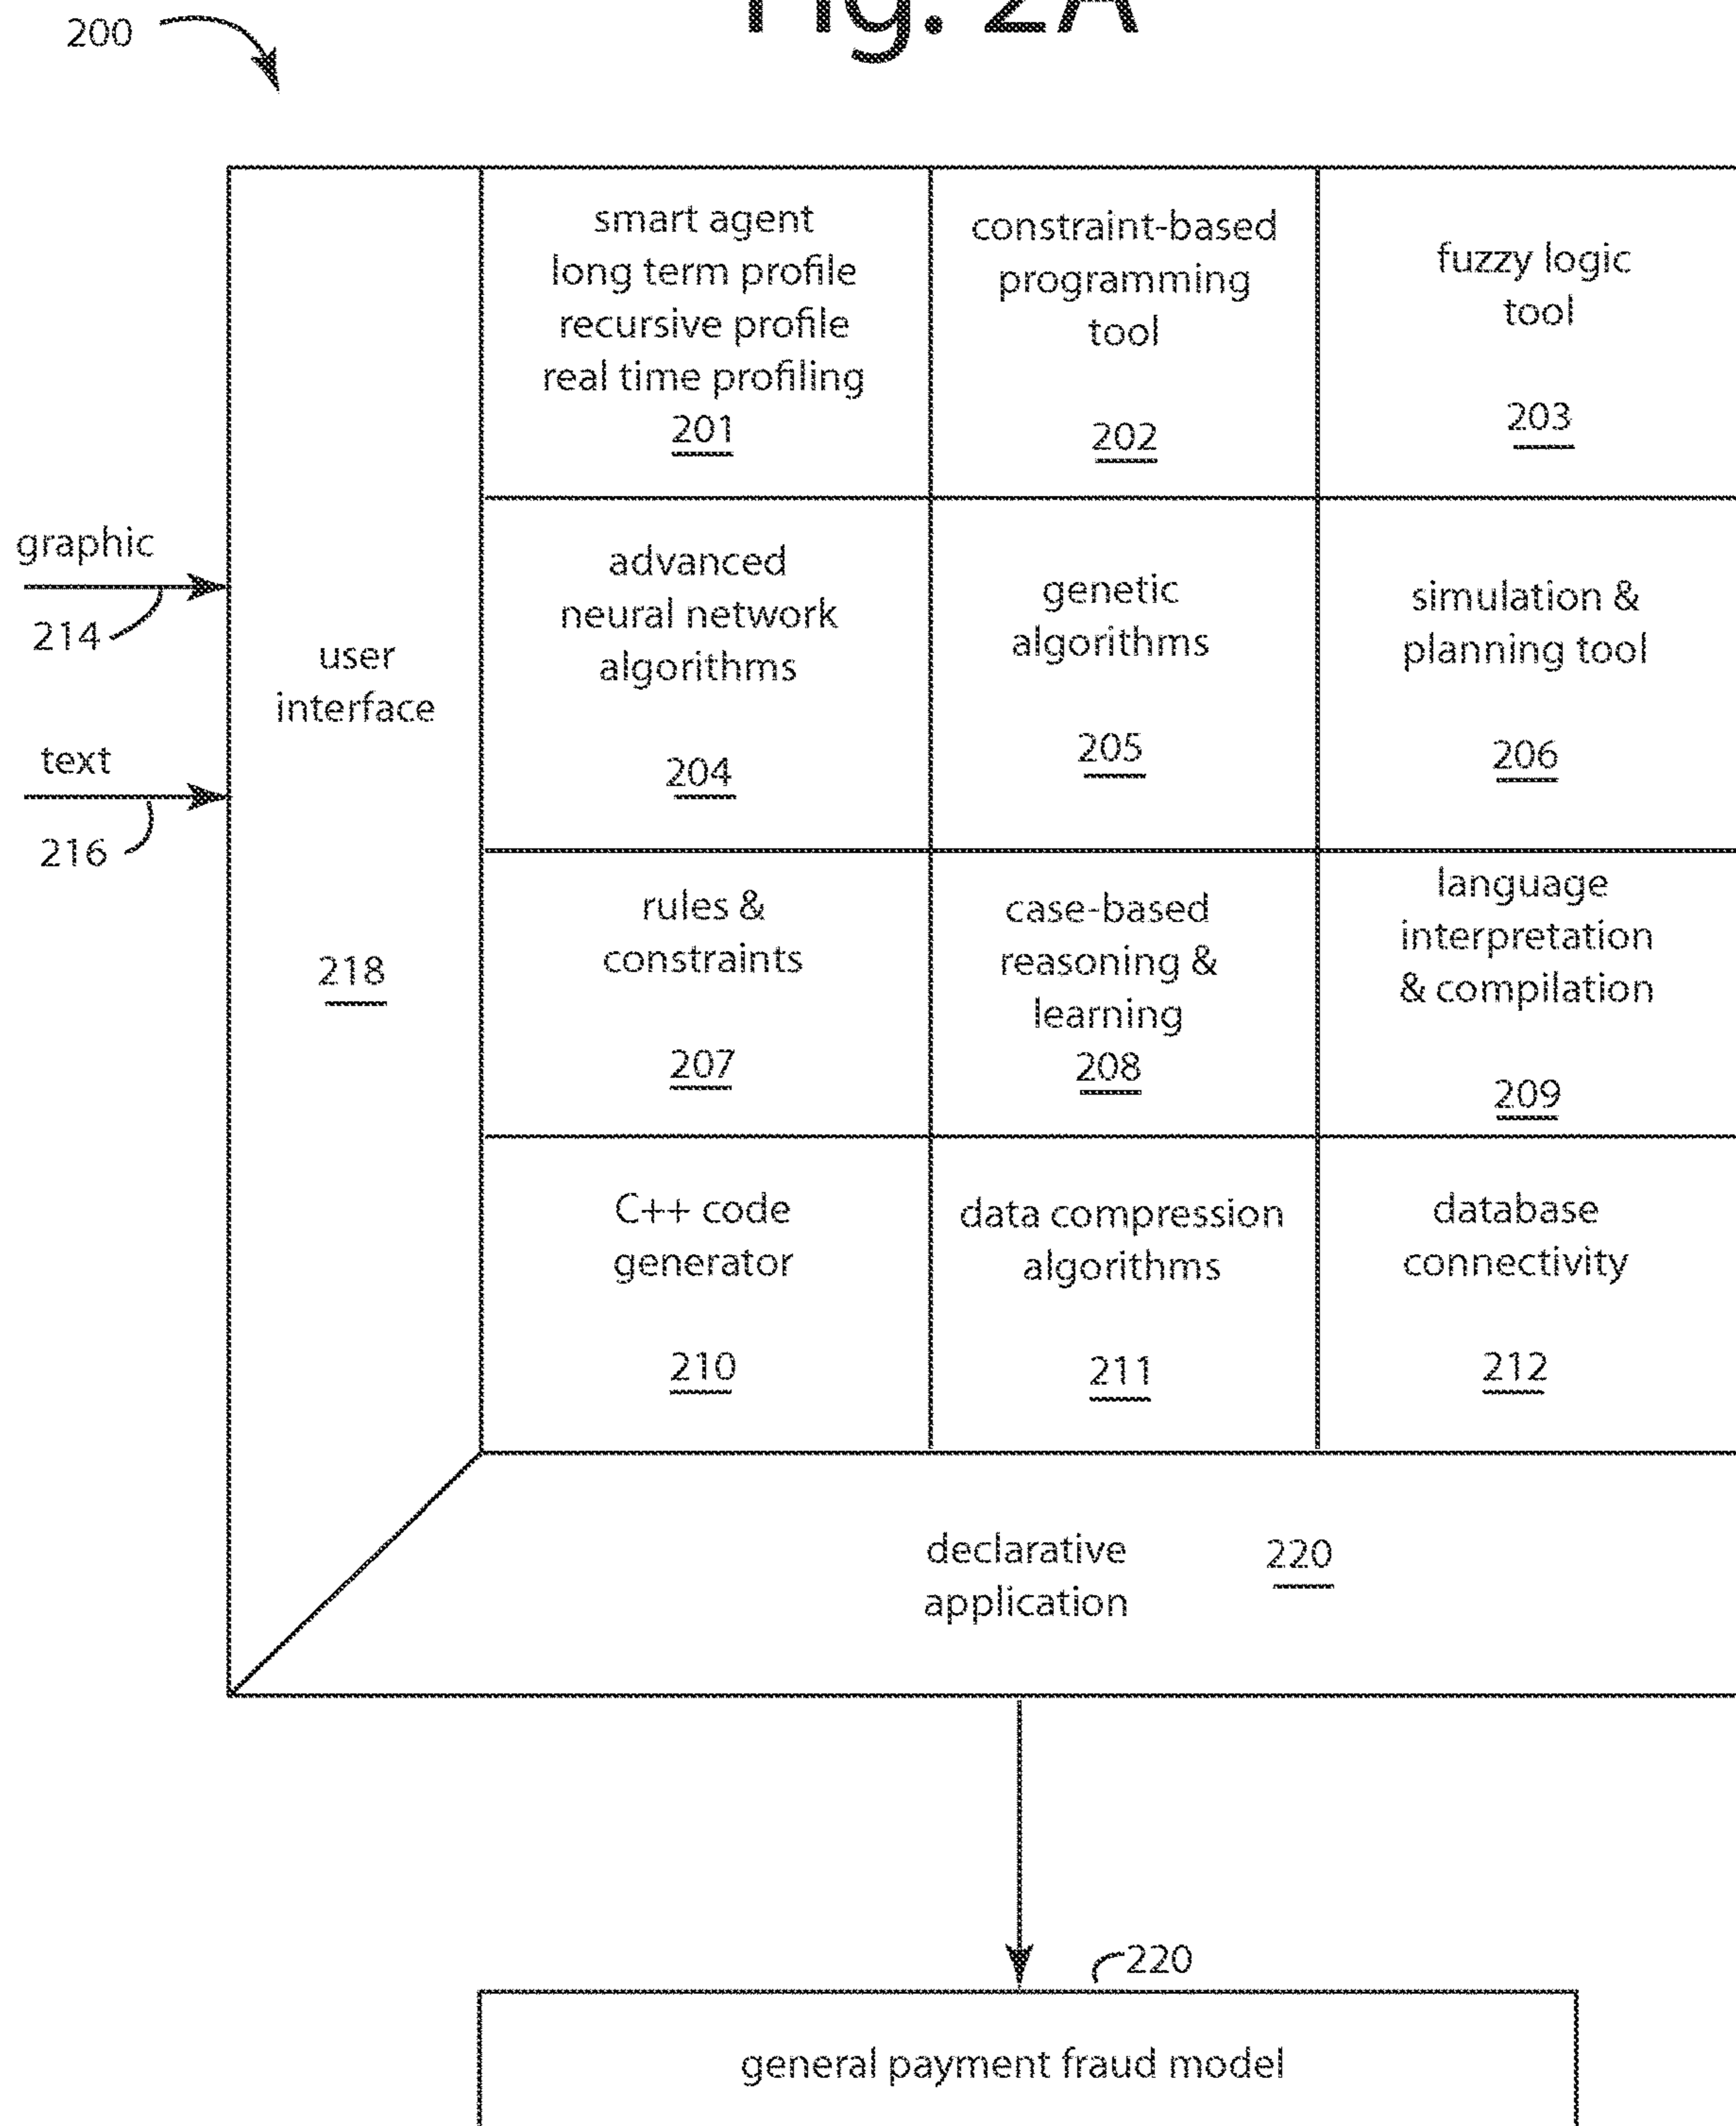 Fig. 2A
200
smart agent
long term profile
recursive profile
real time profiling
201
constraint-based
programming
tool
202
fuzzy logic
tool
203
graphic
214
text
216
user
interface
218
advanced
neural network
algorithms
204
genetic
algorithms
205
simulation &
planning tool
206
rules &
constraints
207
case-based
reasoning &
learning
208
language
interpretation
& compilation
209
C++ code
generator
210
data compression
algorithms
211
database
connectivity
212
declarative
application
220
220
general payment fraud model